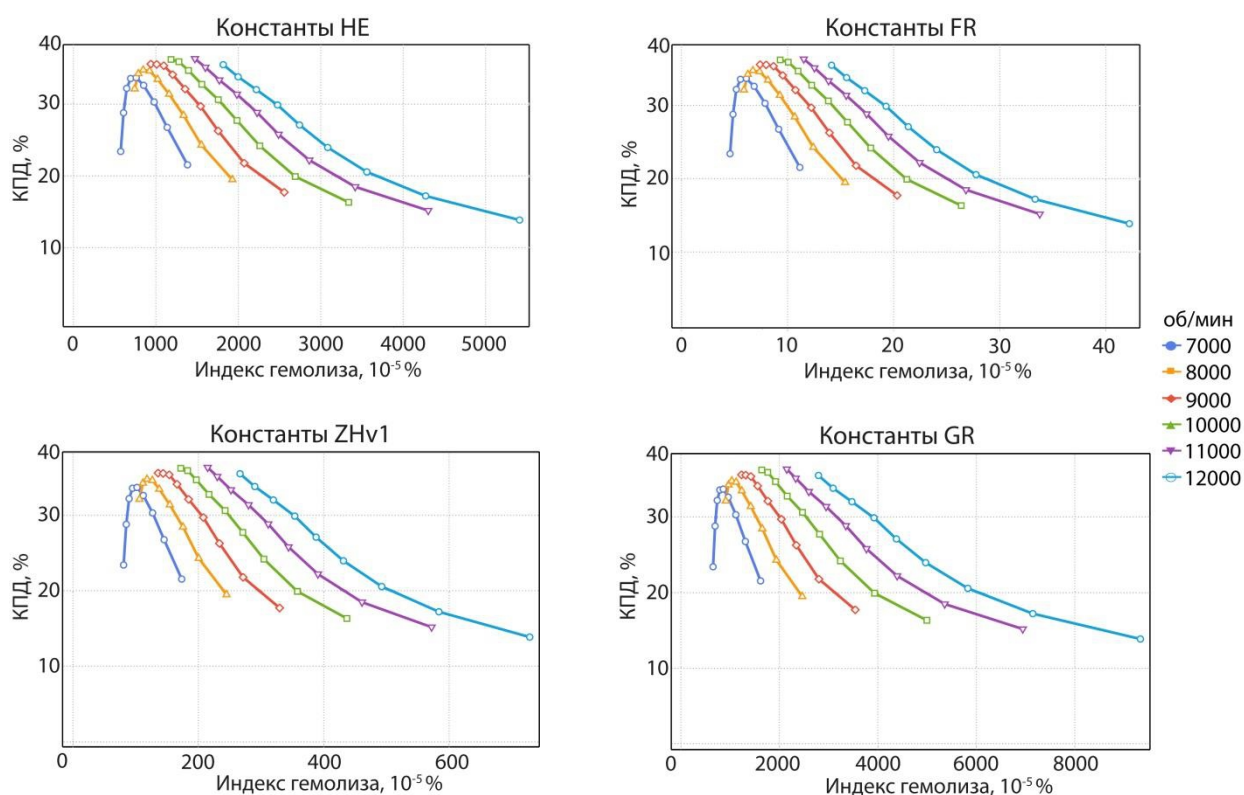 Константы HE
40
30
20
10
КПД, %
0 1000 2000 3000 4000 5000
Индекс гемолиза, 10⁻⁵ %
Константы FR
40
30
20
10
КПД, %
0 10 20 30 40
Индекс гемолиза, 10⁻⁵ %
об/мин
7000
8000
9000
10000
11000
12000
Константы ZHv1
40
30
20
10
КПД, %
0 200 400 600
Индекс гемолиза, 10⁻⁵ %
Константы GR
40
30
20
10
КПД, %
0 2000 4000 6000 8000
Индекс гемолиза, 10⁻⁵ %